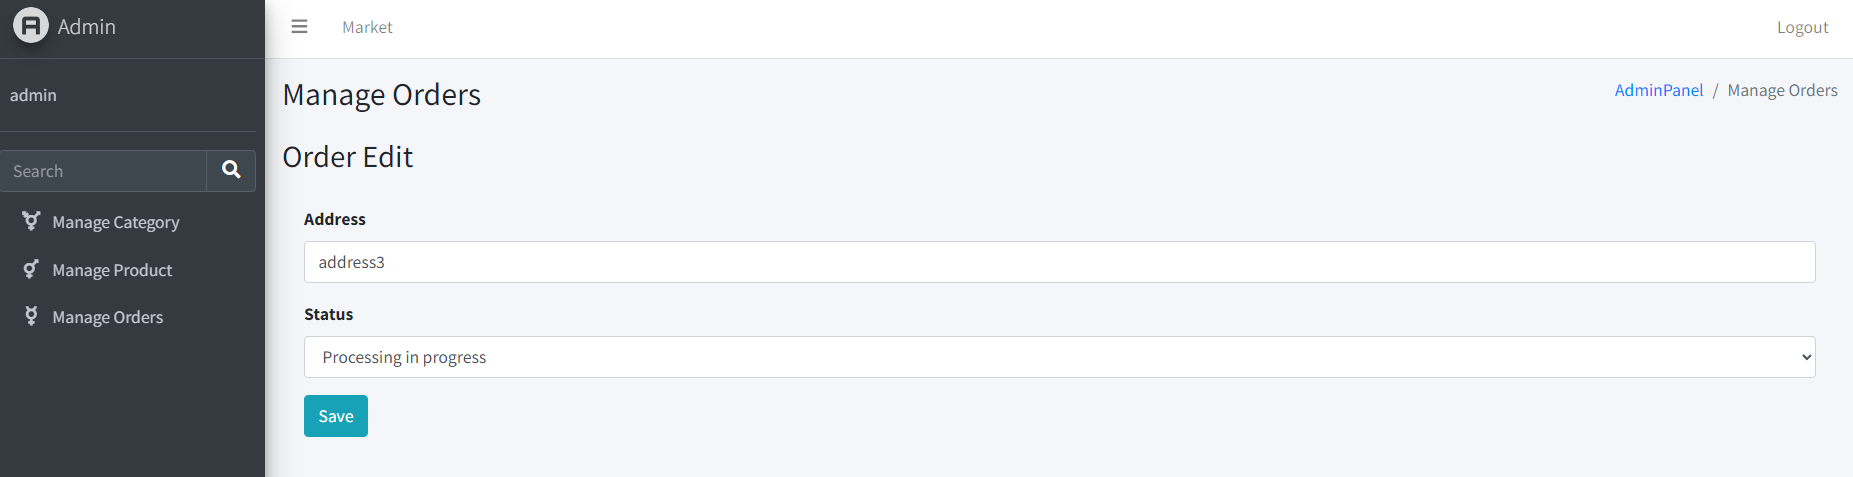 Admin
admin
Search
Manage Category
Manage Product
Manage Orders
Market
Logout
Manage Orders
AdminPanel / Manage Orders
Order Edit
Address
address3
Status
Processing in progress
Save